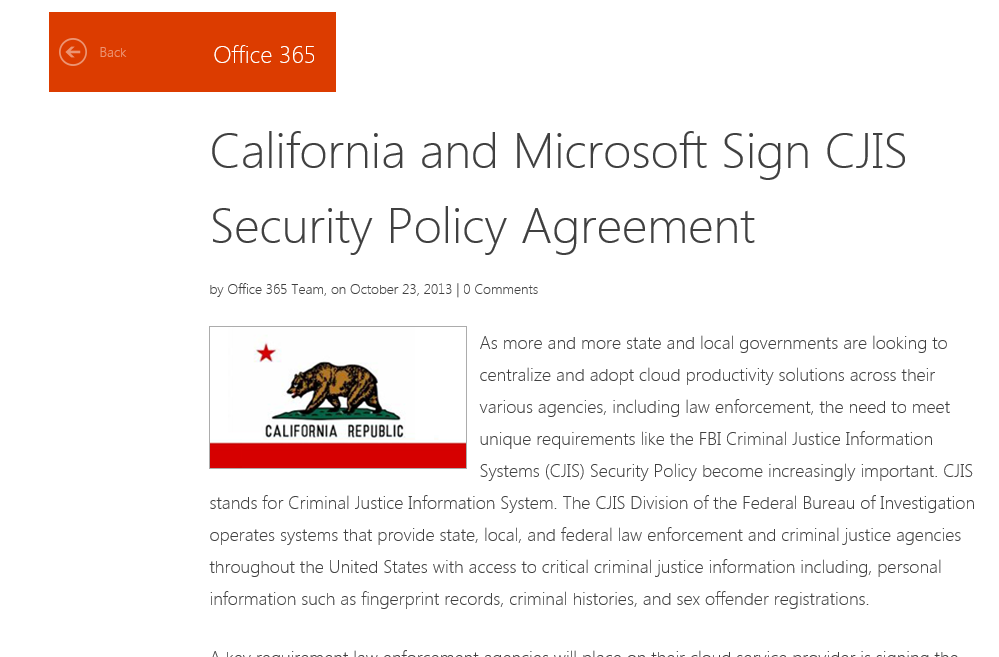 Back
Office 365
California and Microsoft Sign CJIS
Security Policy Agreement
by Office 365 Team, on October 23, 2013 | 0 Comments
CALIFORNIA REPUBLIC
As more and more state and local governments are looking to
centralize and adopt cloud productivity solutions across their
various agencies, including law enforcement, the need to meet
unique requirements like the FBI Criminal Justice Information
Systems (CJIS) Security Policy become increasingly important. CJIS
stands for Criminal Justice Information System. The CJIS Division of the Federal Bureau of Investigation
operates systems that provide state, local, and federal law enforcement and criminal justice agencies
throughout the United States with access to critical criminal justice information including, personal
information such as fingerprint records, criminal histories, and sex offender registrations.
A key requirement law enforcement agencies will place on their cloud service provider is signing the